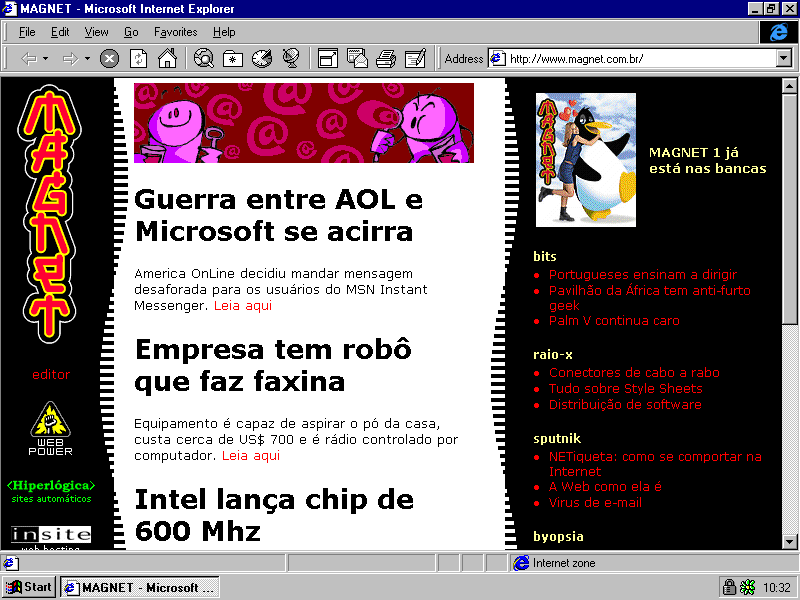 MAGNET - Microsoft Internet Explorer
File Edit View Go Favorites Help
Address http://www.magnet.com.br/
MAGNET
editor
WEB
POWER
<Hiperlógica>
sites automáticos
insite
web hosting
Guerra entre AOL e
Microsoft se acirra
America OnLine decidiu mandar mensagem
desaforada para os usuários do MSN Instant
Messenger. Leia aqui
Empresa tem robô
que faz faxina
Equipamento é capaz de aspirar o pó da casa,
custa cerca de US$ 700 e é rádio controlado por
computador. Leia aqui
Intel lança chip de
600 Mhz
MAGNET
MAGNET 1 já
está nas bancas
bits
Portugueses ensinam a dirigir
Pavilhão da África tem anti-furto
geek
Palm V continua caro
raio-x
Conectores de cabo a rabo
Tudo sobre Style Sheets
Distribuição de software
sputnik
NETiqueta: como se comportar na
Internet
A Web como ela é
Virus de e-mail
byopsia
Internet zone
Start MAGNET - Microsoft ... 10:32